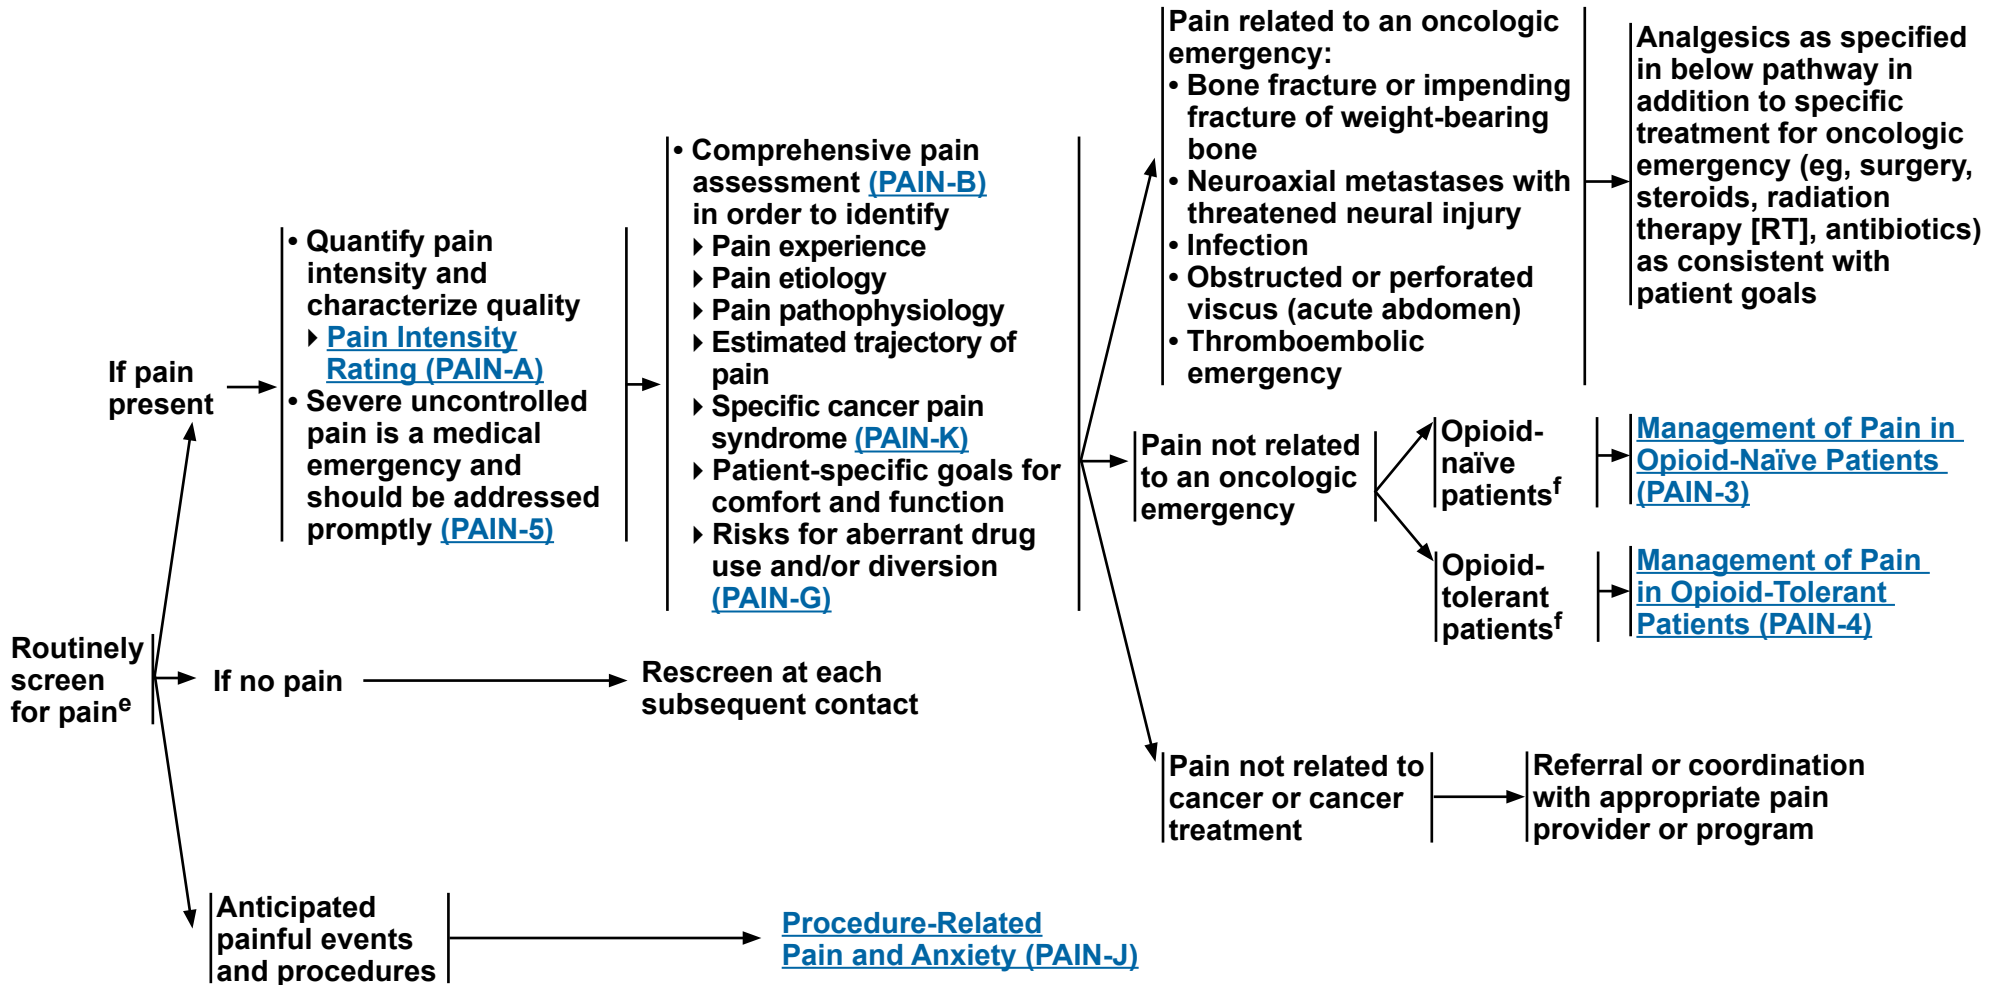 Routinely
screen
for painᵉ
If pain
present
• Quantify pain
intensity and
characterize quality
▸ Pain Intensity
Rating (PAIN-A)
• Severe uncontrolled
pain is a medical
emergency and
should be addressed
promptly (PAIN-5)
• Comprehensive pain
assessment (PAIN-B)
in order to identify
▸ Pain experience
▸ Pain etiology
▸ Pain pathophysiology
▸ Estimated trajectory of
pain
▸ Specific cancer pain
syndrome (PAIN-K)
▸ Patient-specific goals for
comfort and function
▸ Risks for aberrant drug
use and/or diversion
(PAIN-G)
Pain related to an oncologic
emergency:
• Bone fracture or impending
fracture of weight-bearing
bone
• Neuroaxial metastases with
threatened neural injury
• Infection
• Obstructed or perforated
viscus (acute abdomen)
• Thromboembolic
emergency
Analgesics as specified
in below pathway in
addition to specific
treatment for oncologic
emergency (eg, surgery,
steroids, radiation
therapy [RT], antibiotics)
as consistent with
patient goals
Pain not related
to an oncologic
emergency
Opioid-
naïve
patientsᶠ
Management of Pain in
Opioid-Naïve Patients
(PAIN-3)
Opioid-
tolerant
patientsᶠ
Management of Pain
in Opioid-Tolerant
Patients (PAIN-4)
Pain not related to
cancer or cancer
treatment
Referral or coordination
with appropriate pain
provider or program
If no pain
Rescreen at each
subsequent contact
Anticipated
painful events
and procedures
Procedure-Related
Pain and Anxiety (PAIN-J)